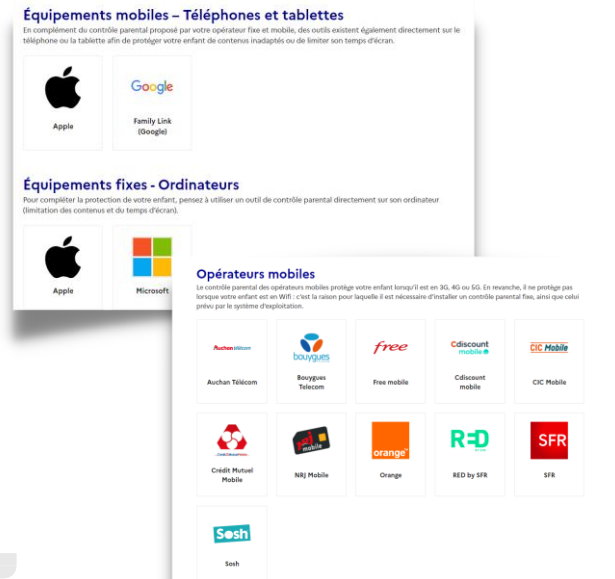 Équipements mobiles – Téléphones et tablettes
En complément du contrôle parental proposé par votre opérateur fixe et mobile, des outils existent également directement sur le
téléphone ou la tablette afin de protéger votre enfant de contenus inadaptés ou de limiter son temps d'écran.
Google
Apple
Family Link
(Google)
Équipements fixes - Ordinateurs
Pour compléter la protection de votre enfant, pensez à utiliser un outil de contrôle parental directement sur son ordinateur
(limitation des contenus et du temps d'écran).
Apple
Microsoft
Opérateurs mobiles
Le contrôle parental des opérateurs mobiles protège votre enfant lorsqu'il est en 3G, 4G ou 5G. En revanche, il ne protège pas
lorsque votre enfant est en Wifi : c'est la raison pour laquelle il est nécessaire d'installer un contrôle parental fixe, ainsi que celui
prévu par le système d'exploitation.
Auchan télécom
bouygues
free
Cdiscount
mobile
CIC Mobile
Auchan Télécom
Bouygues
Telecom
Free mobile
Cdiscount
mobile
CIC Mobile
nrj
mobile
orange
RED
SFR
Crédit Mutuel
Mobile
NRJ Mobile
Orange
RED by SFR
SFR
Sosh
Sosh